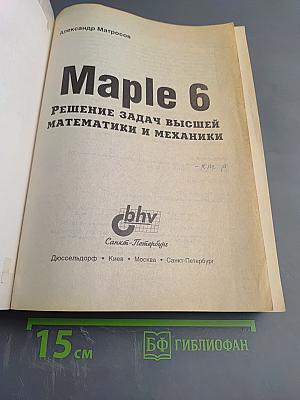 Александр Матросов
Maple 6
РЕШЕНИЕ ЗАДАЧ ВЫСШЕЙ
МАТЕМАТИКИ И МЕХАНИКИ
bhv
Санкт-Петербург
Дюссельдорф • Киев • Москва • Санкт-Петербург
15 см
БФ ГИБЛИОФАН